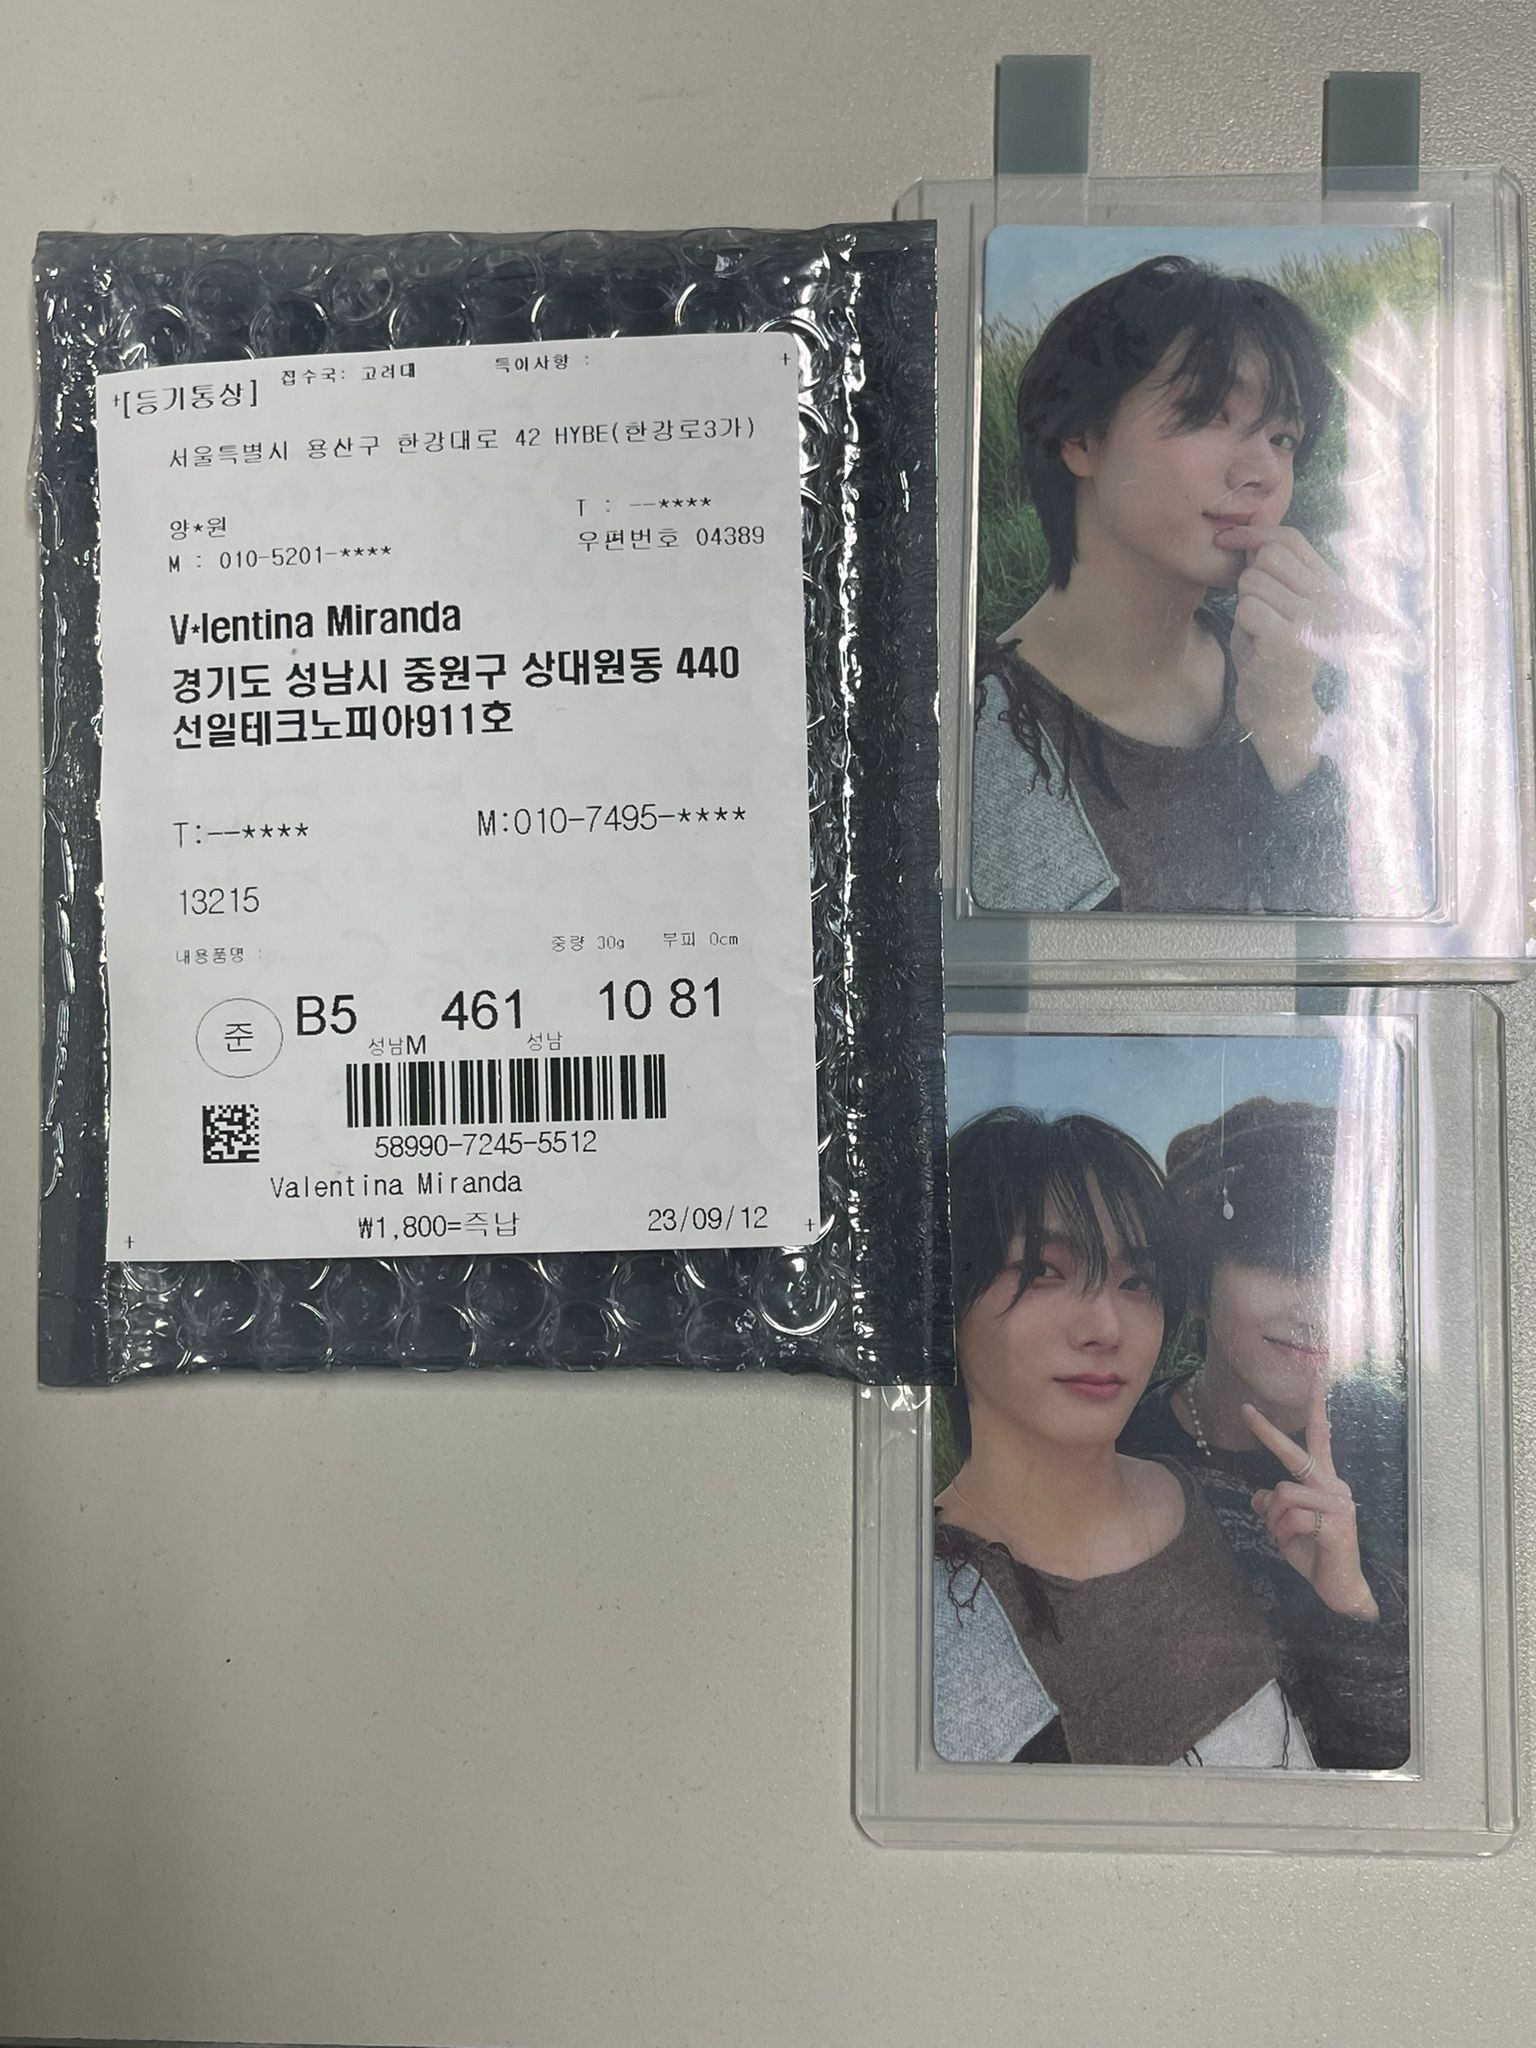 [등기통상] 접수국: 고려대 특이사항 :
서울특별시 용산구 한강대로 42 HYBE(한강로3가)
양*원 T : --****
M : 010-5201-**** 우편번호 04389
V*lentina Miranda
경기도 성남시 중원구 상대원동 440
선일테크노피아911호
T:--**** M:010-7495-****
13215
내용품명 : 중량 30g 부피 0cm
준 B5 461 10 81
성남M 성남
58990-7245-5512
Valentina Miranda
₩1,800=즉납 23/09/12